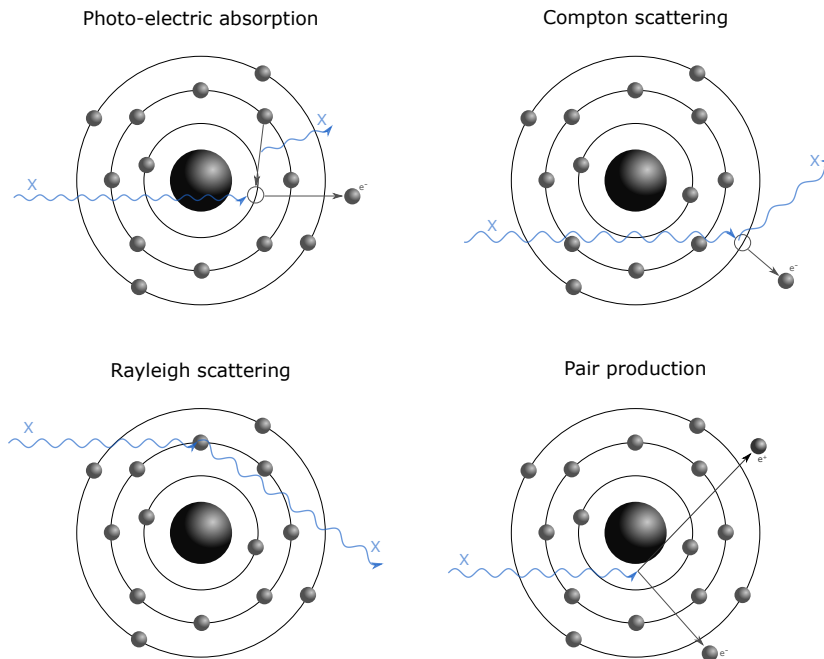 Photo-electric absorption
Compton scattering
X
X
e⁻
X
X
e⁻
Rayleigh scattering
Pair production
X
X
X
e⁺
e⁻